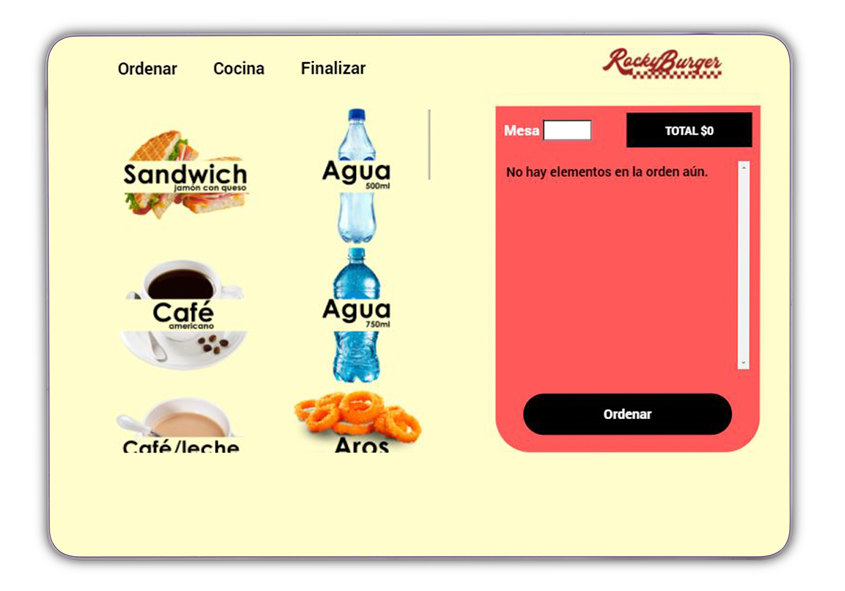 Ordenar Cocina Finalizar
RockyBurger
Sandwich
jamón con queso
Agua
500ml
Café
americano
Agua
750ml
Café/leche
Aros
Mesa
TOTAL $0
No hay elementos en la orden aún.
Ordenar